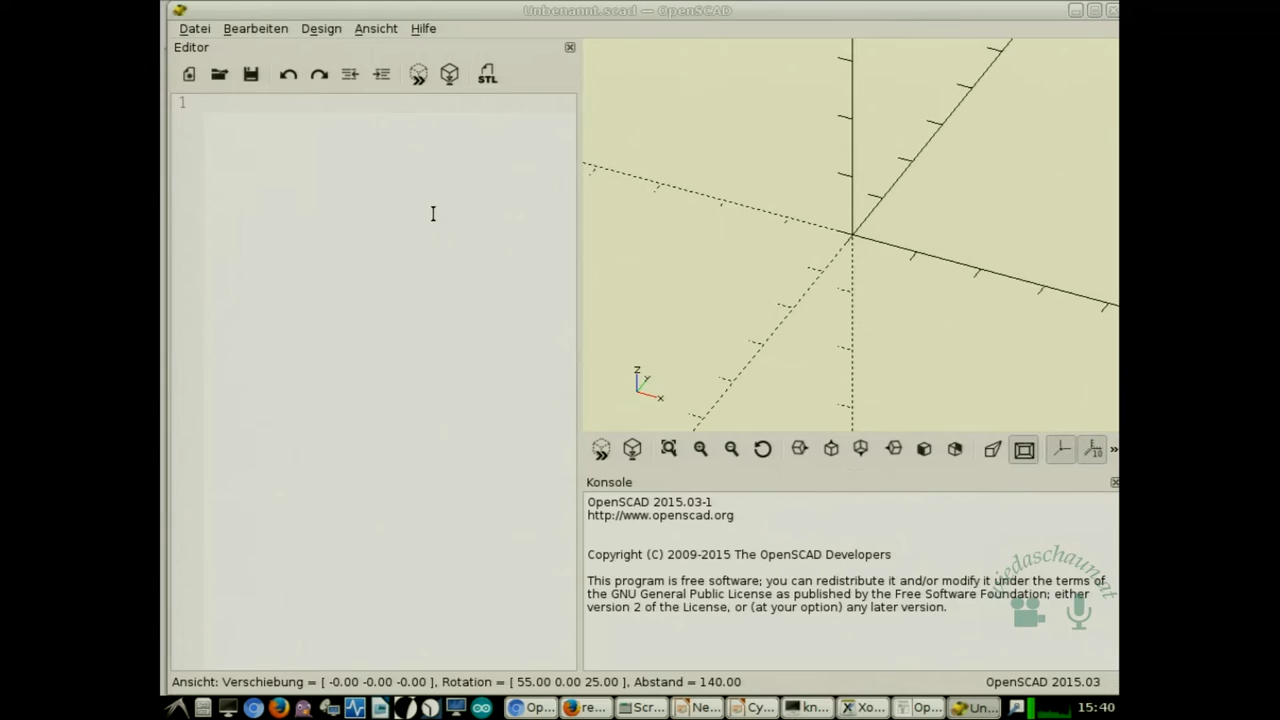 Unbenannt.scad — OpenSCAD
Datei Bearbeiten Design Ansicht Hilfe
Editor
STL
1
Z
Y
X
10
»
Konsole
OpenSCAD 2015.03-1
http://www.openscad.org
Copyright (C) 2009-2015 The OpenSCAD Developers
This program is free software; you can redistribute it and/or modify it under the terms of
the GNU General Public License as published by the Free Software Foundation; either
version 2 of the License, or (at your option) any later version.
Ansicht: Verschiebung = [ -0.00 -0.00 -0.00 ], Rotation = [ 55.00 0.00 25.00 ], Abstand = 140.00
OpenSCAD 2015.03
Op... re... Scr... Ne... Cy... kn... Xo... Op... Un... 15:40